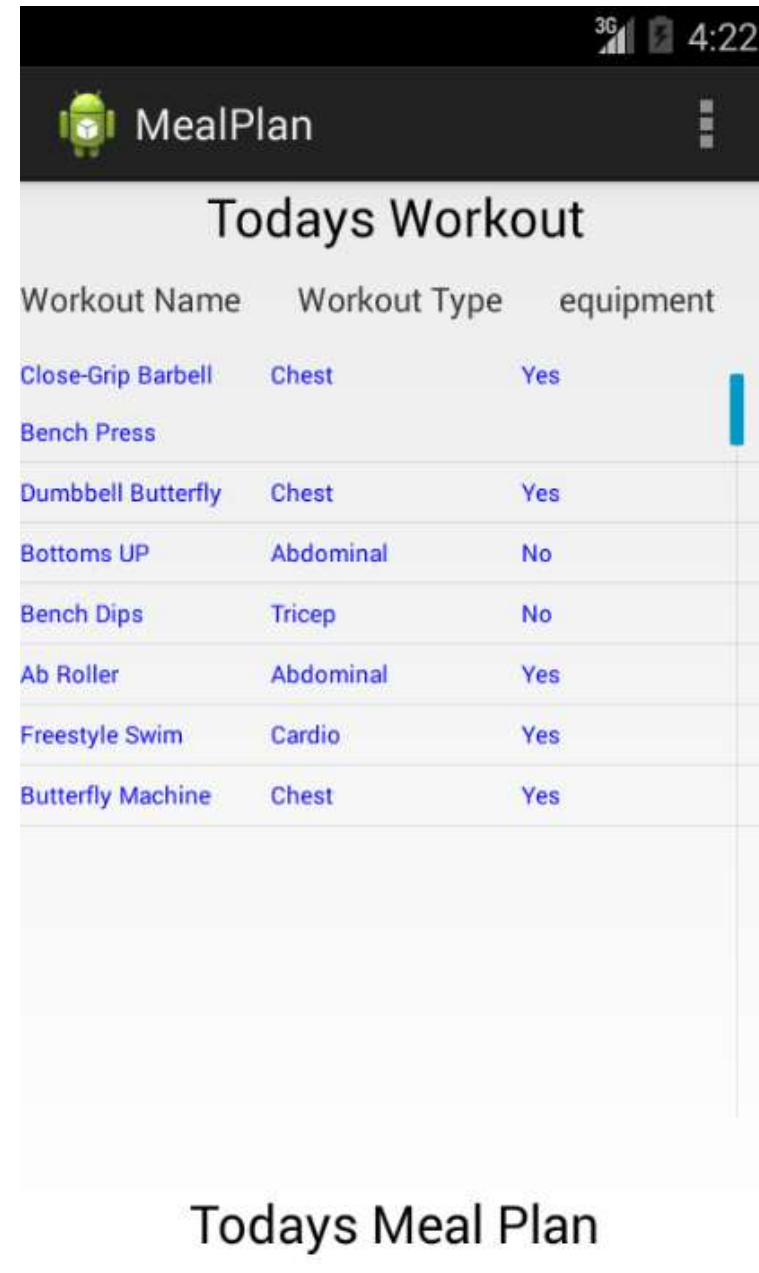 3G 4:22
MealPlan
Todays Workout
Workout Name Workout Type equipment
Close-Grip Barbell Chest Yes
Bench Press
Dumbbell Butterfly Chest Yes
Bottoms UP Abdominal No
Bench Dips Tricep No
Ab Roller Abdominal Yes
Freestyle Swim Cardio Yes
Butterfly Machine Chest Yes
Todays Meal Plan